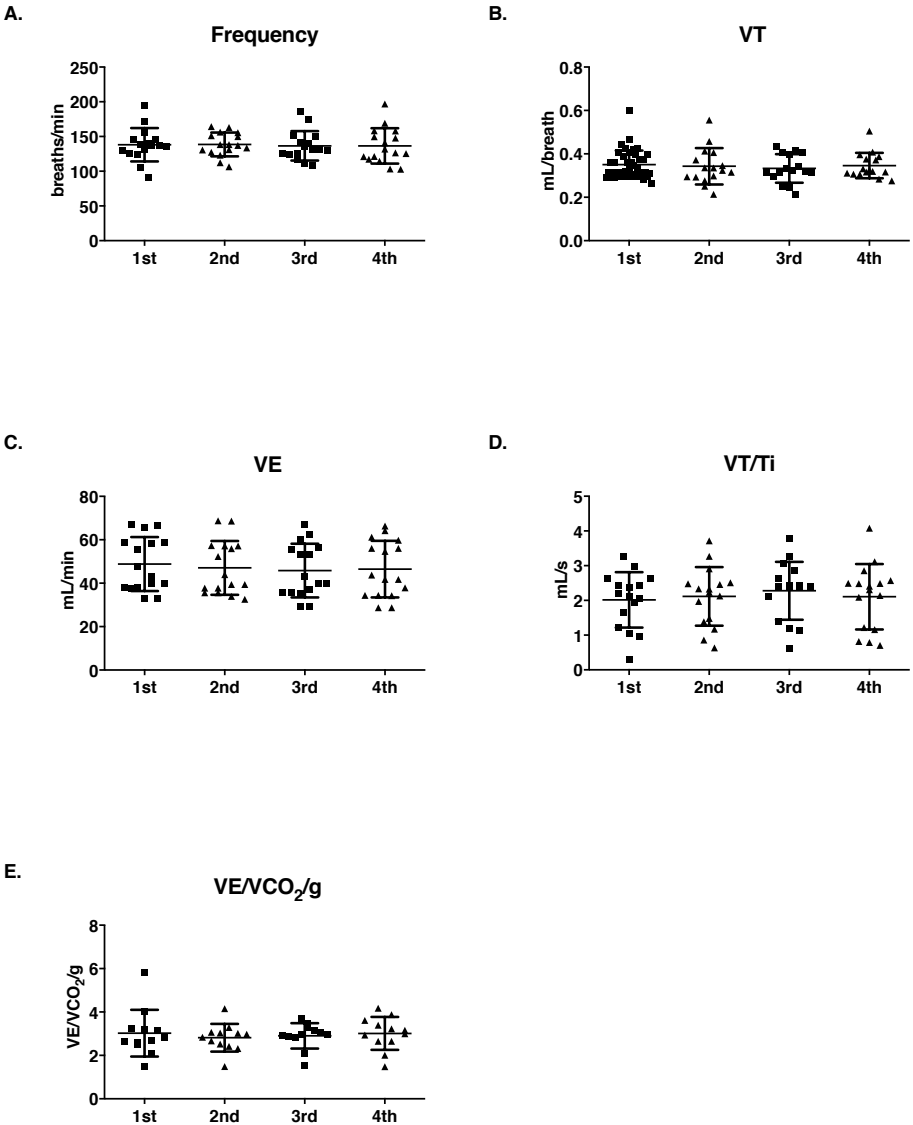 A.
Frequency
breaths/min
250
200
150
100
50
0
1st 2nd 3rd 4th
B.
VT
mL/breath
0.8
0.6
0.4
0.2
0.0
1st 2nd 3rd 4th
C.
VE
mL/min
80
60
40
20
0
1st 2nd 3rd 4th
D.
VT/Ti
mL/s
5
4
3
2
1
0
1st 2nd 3rd 4th
E.
VE/VCO₂/g
VE/VCO₂/g
8
6
4
2
0
1st 2nd 3rd 4th